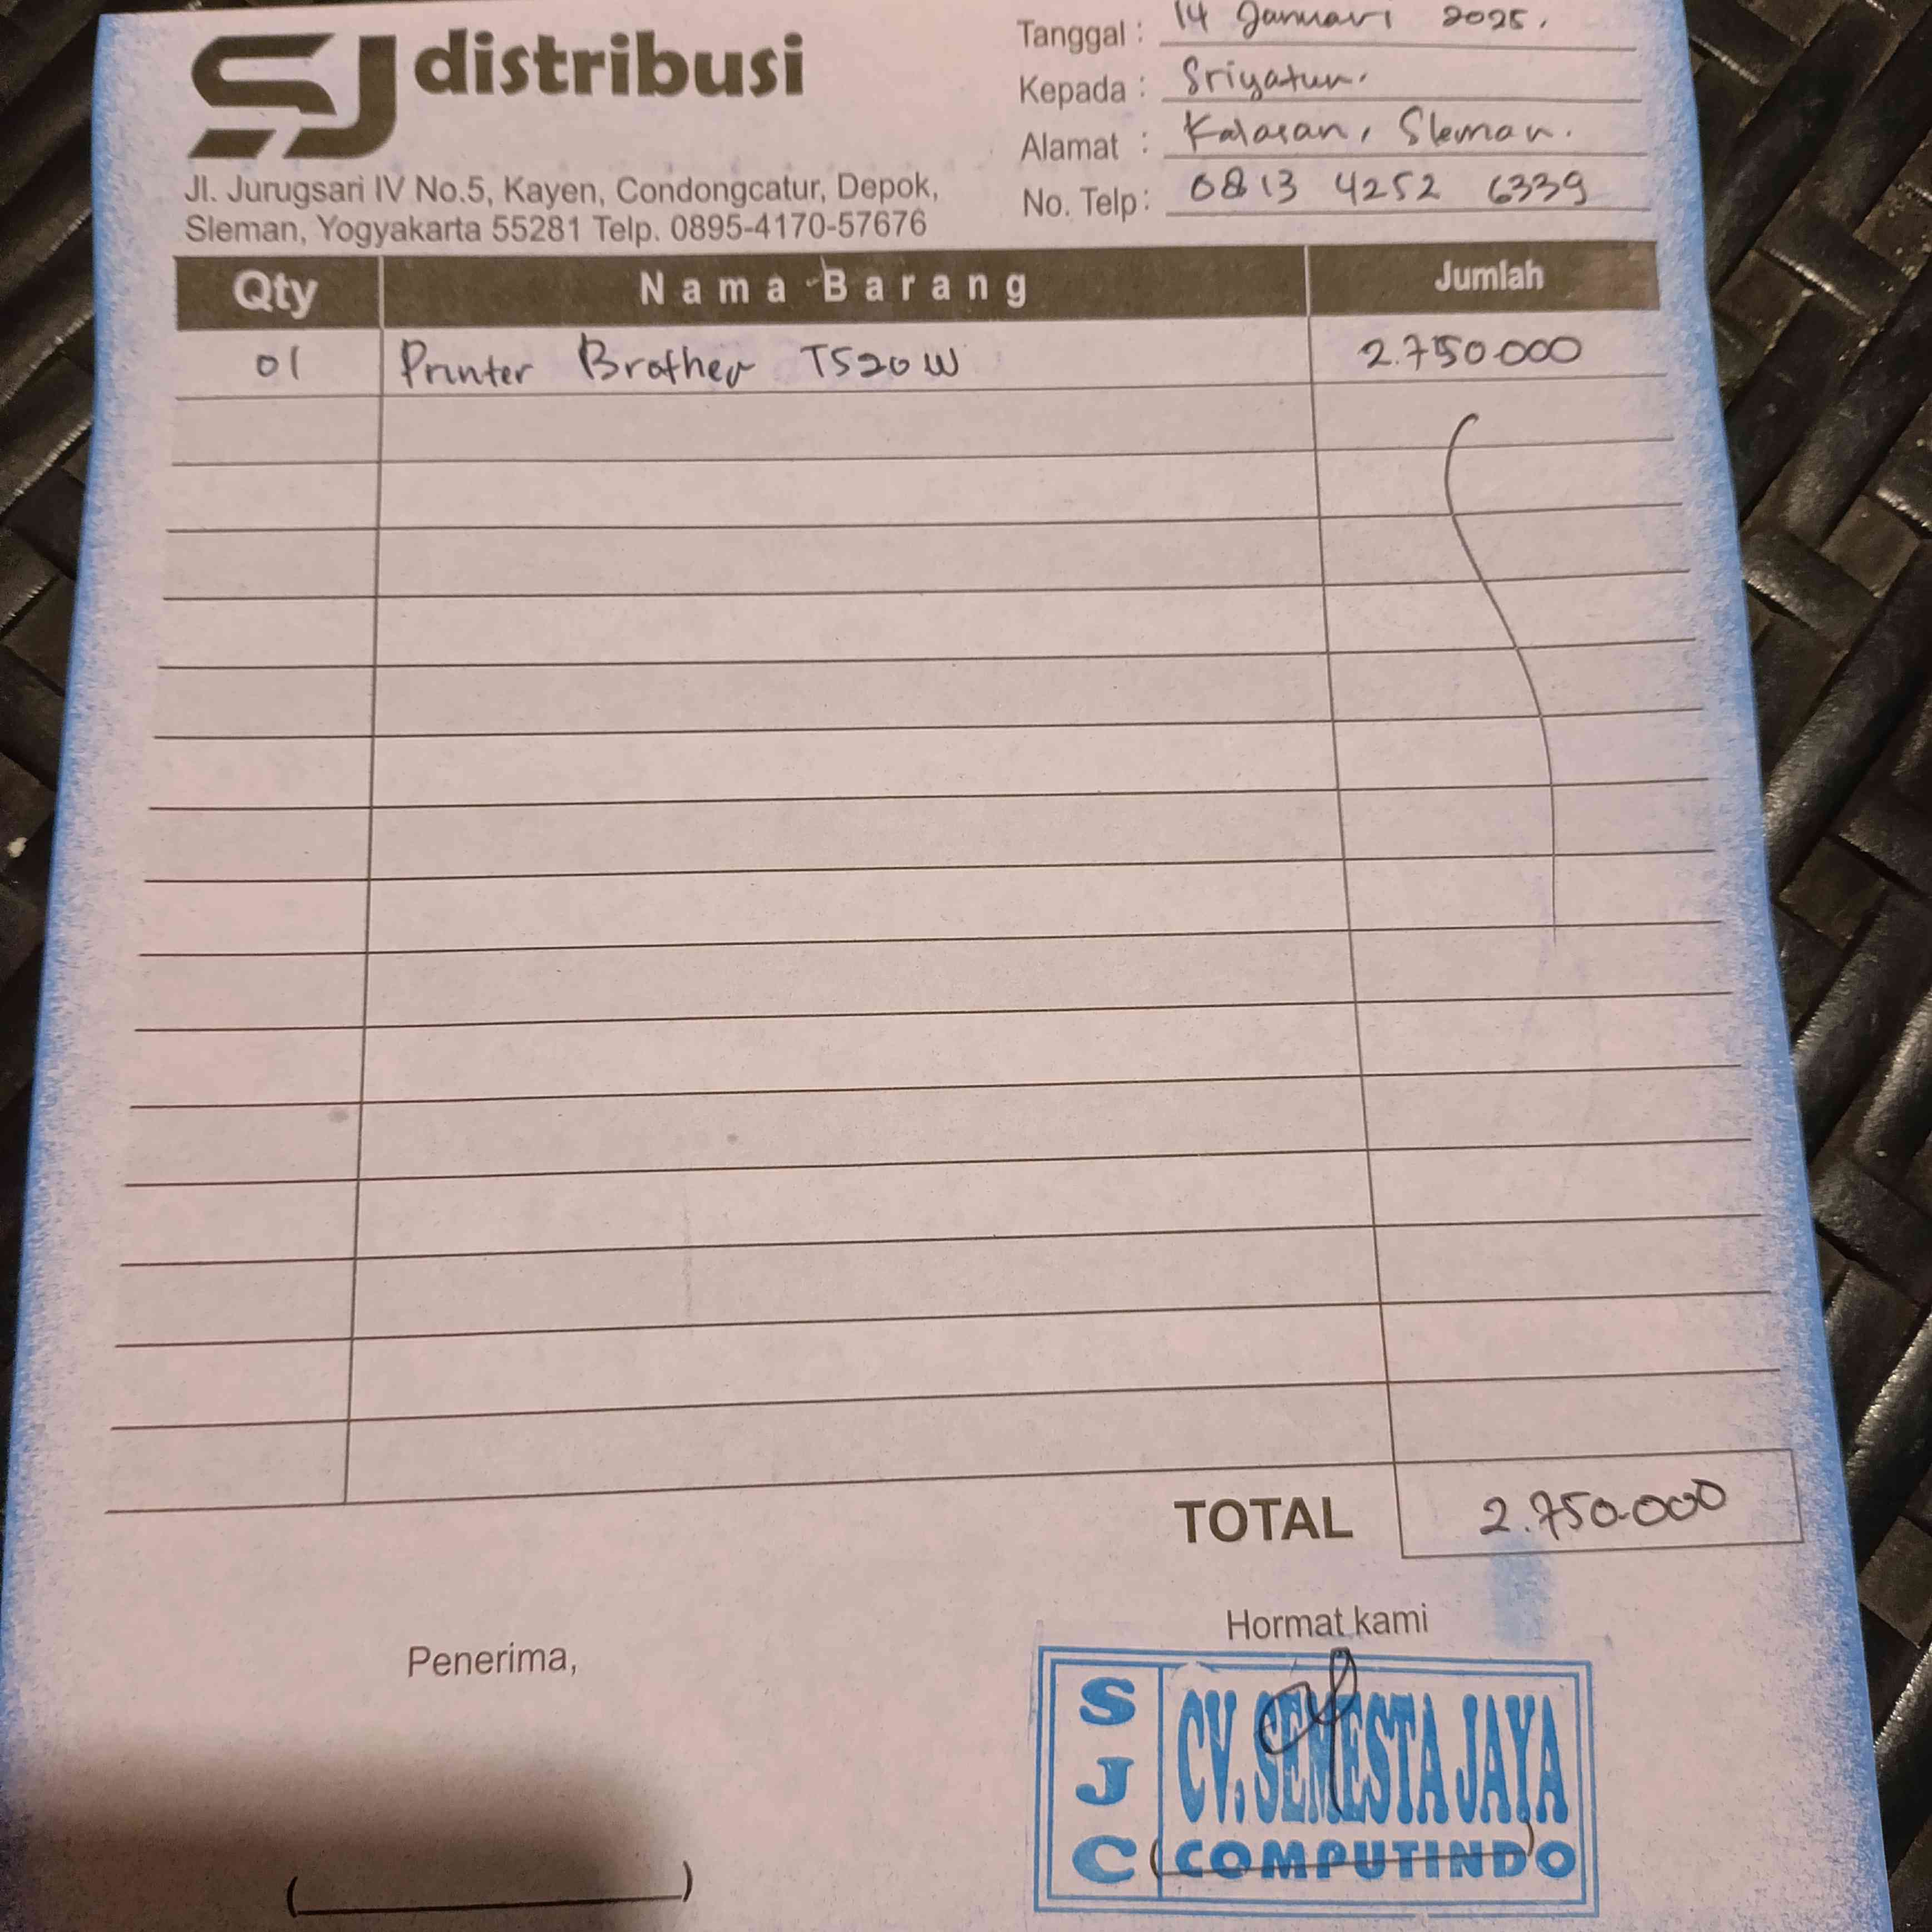 SJ distribusi
Jl. Jurugsari IV No.5, Kayen, Condongcatur, Depok,
Sleman, Yogyakarta 55281 Telp. 0895-4170-57676
Tanggal : 14 Januari 2025.
Kepada : Sriyatun.
Alamat : Kalasan, Sleman.
No. Telp: 0813 4252 6339
Qty Nama Barang Jumlah
01 Printer Brother T520W 2.750.000
TOTAL 2.750.000
Penerima,
Hormat kami
SJC
CV. SEMESTA JAYA
COMPUTINDO